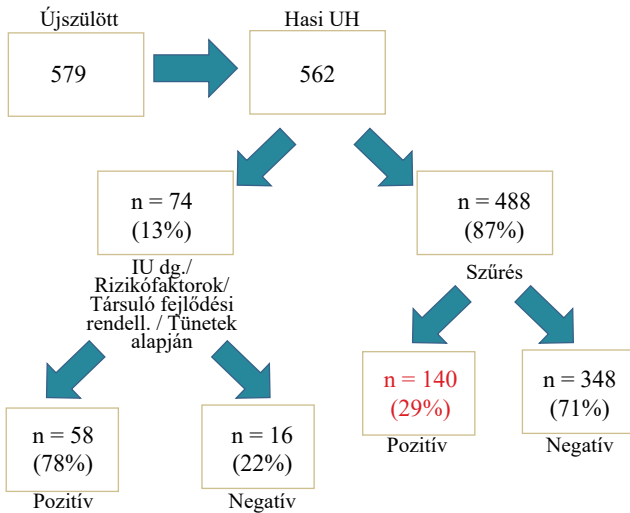 Újszülött
579
Hasi UH
562
n = 74
(13%)
IU dg./
Rizikófaktorok/
Társuló fejlődési
rendell. / Tünetek
alapján
n = 488
(87%)
Szűrés
n = 58
(78%)
Pozitív
n = 16
(22%)
Negatív
n = 140
(29%)
Pozitív
n = 348
(71%)
Negatív